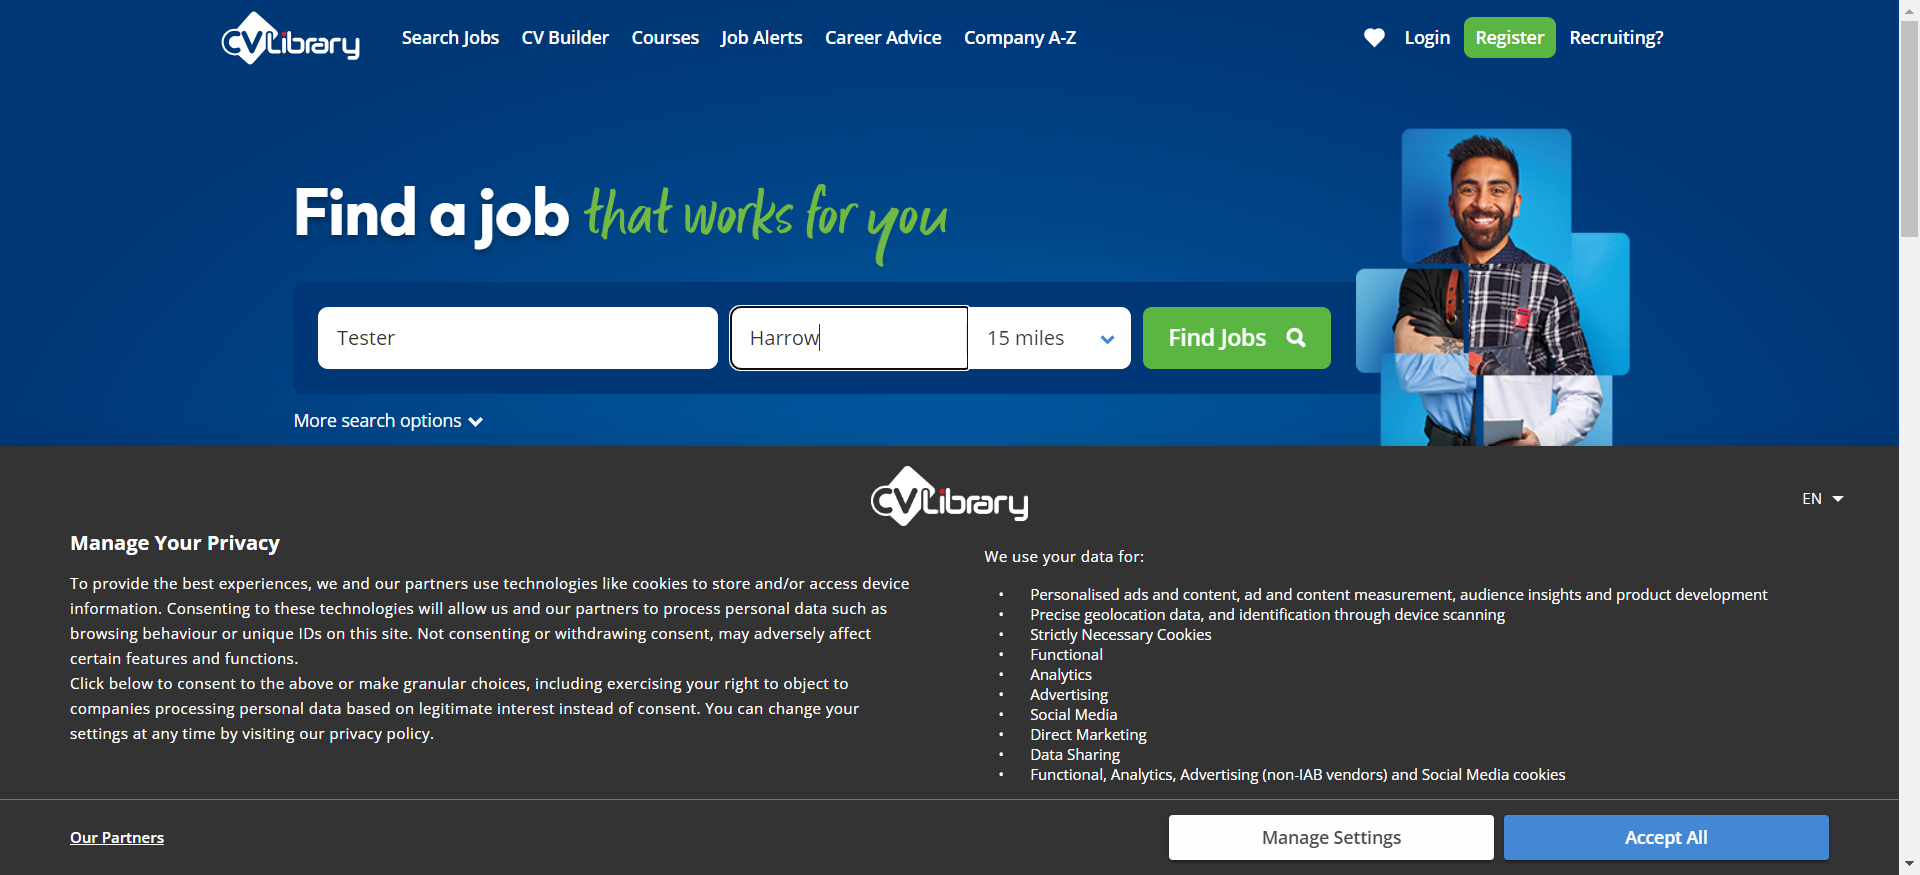 CVLibrary
Search Jobs
CV Builder
Courses
Job Alerts
Career Advice
Company A-Z
Login
Register
Recruiting?
Find a job that works for you
Tester
Harrow
15 miles
Find Jobs
More search options
CVLibrary
EN
Manage Your Privacy
To provide the best experiences, we and our partners use technologies like cookies to store and/or access device
information. Consenting to these technologies will allow us and our partners to process personal data such as
browsing behaviour or unique IDs on this site. Not consenting or withdrawing consent, may adversely affect
certain features and functions.
Click below to consent to the above or make granular choices, including exercising your right to object to
companies processing personal data based on legitimate interest instead of consent. You can change your
settings at any time by visiting our privacy policy.
We use your data for:
• Personalised ads and content, ad and content measurement, audience insights and product development
• Precise geolocation data, and identification through device scanning
• Strictly Necessary Cookies
• Functional
• Analytics
• Advertising
• Social Media
• Direct Marketing
• Data Sharing
• Functional, Analytics, Advertising (non-IAB vendors) and Social Media cookies
Our Partners
Manage Settings
Accept All